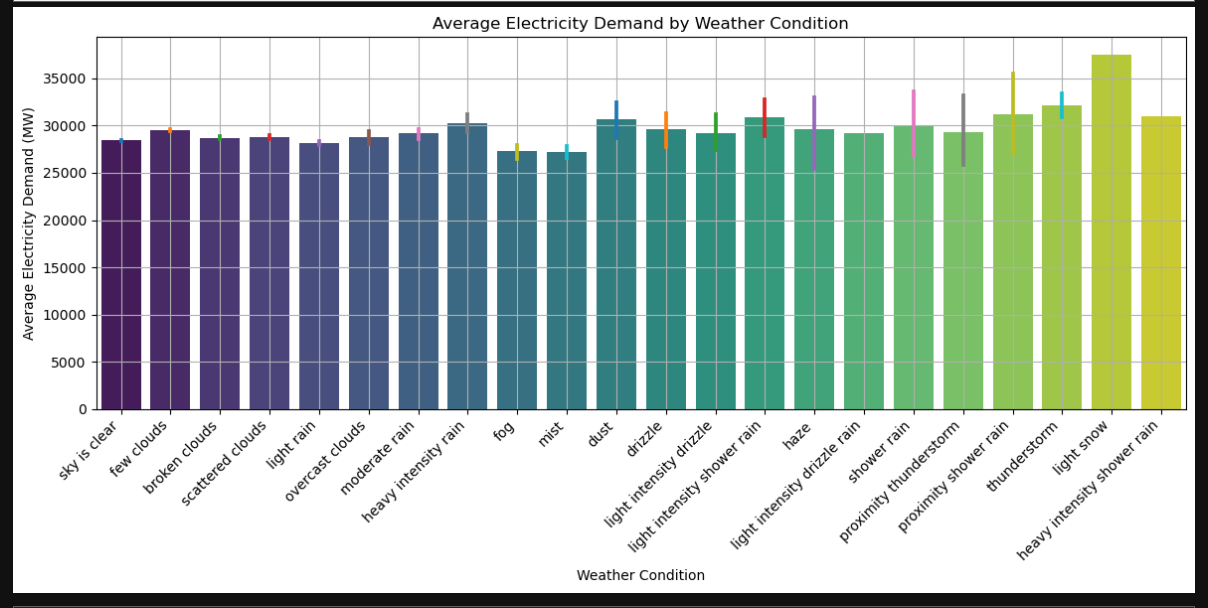 Average Electricity Demand by Weather Condition
Average Electricity Demand (MW)
35000
30000
25000
20000
15000
10000
5000
0
sky is clear
few clouds
broken clouds
scattered clouds
light rain
overcast clouds
moderate rain
heavy intensity rain
fog
mist
dust
drizzle
light intensity drizzle
light intensity shower rain
haze
light intensity drizzle rain
shower rain
proximity thunderstorm
proximity shower rain
thunderstorm
light snow
heavy intensity shower rain
Weather Condition